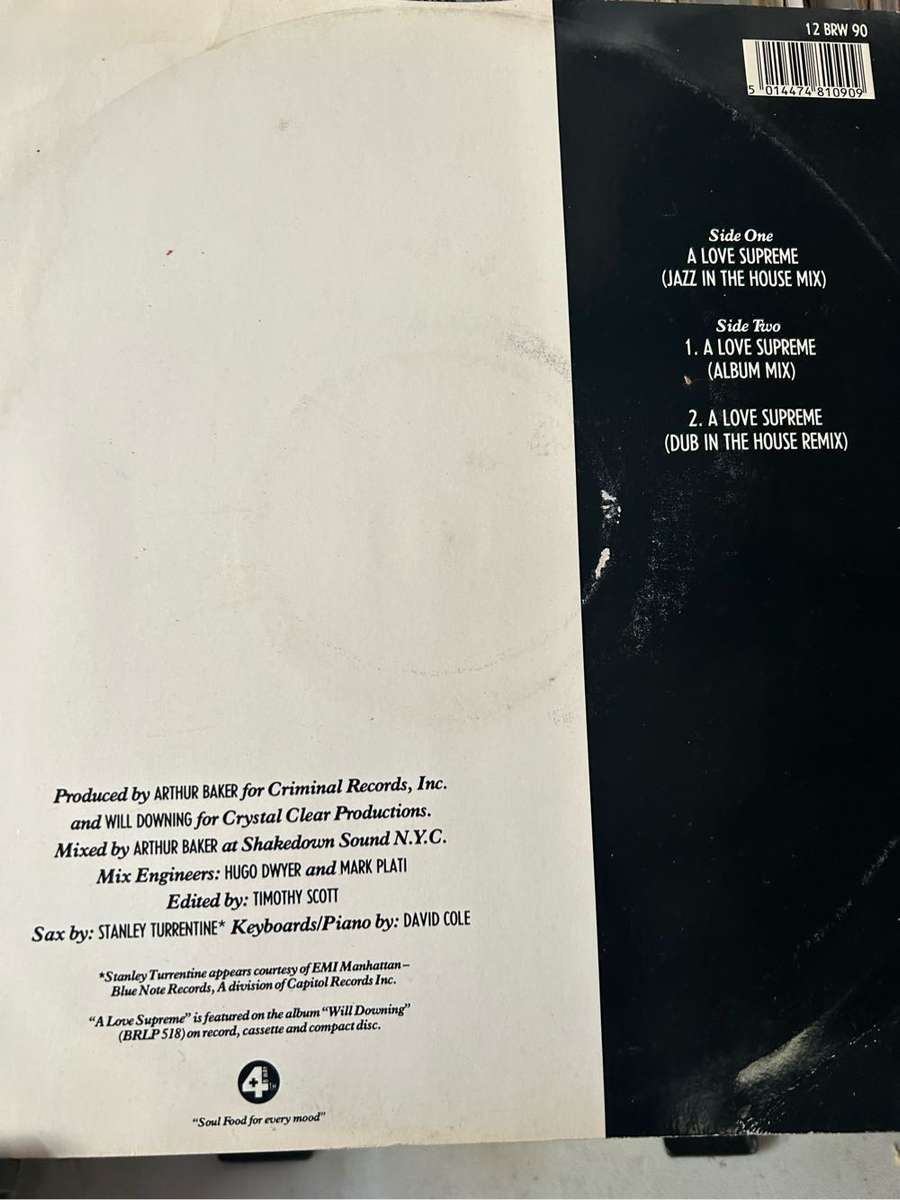 12 BRW 90
5 014474 810909
Side One
A LOVE SUPREME
(JAZZ IN THE HOUSE MIX)
Side Two
1. A LOVE SUPREME
(ALBUM MIX)
2. A LOVE SUPREME
(DUB IN THE HOUSE REMIX)
Produced by ARTHUR BAKER for Criminal Records, Inc.
and WILL DOWNING for Crystal Clear Productions.
Mixed by ARTHUR BAKER at Shakedown Sound N.Y.C.
Mix Engineers: HUGO DWYER and MARK PLATI
Edited by: TIMOTHY SCOTT
Sax by: STANLEY TURRENTINE* Keyboards/Piano by: DAVID COLE
*Stanley Turrentine appears courtesy of EMI Manhattan–
Blue Note Records, A division of Capitol Records Inc.
“A Love Supreme” is featured on the album “Will Downing”
(BRLP 518) on record, cassette and compact disc.
4TH
“Soul Food for every mood”